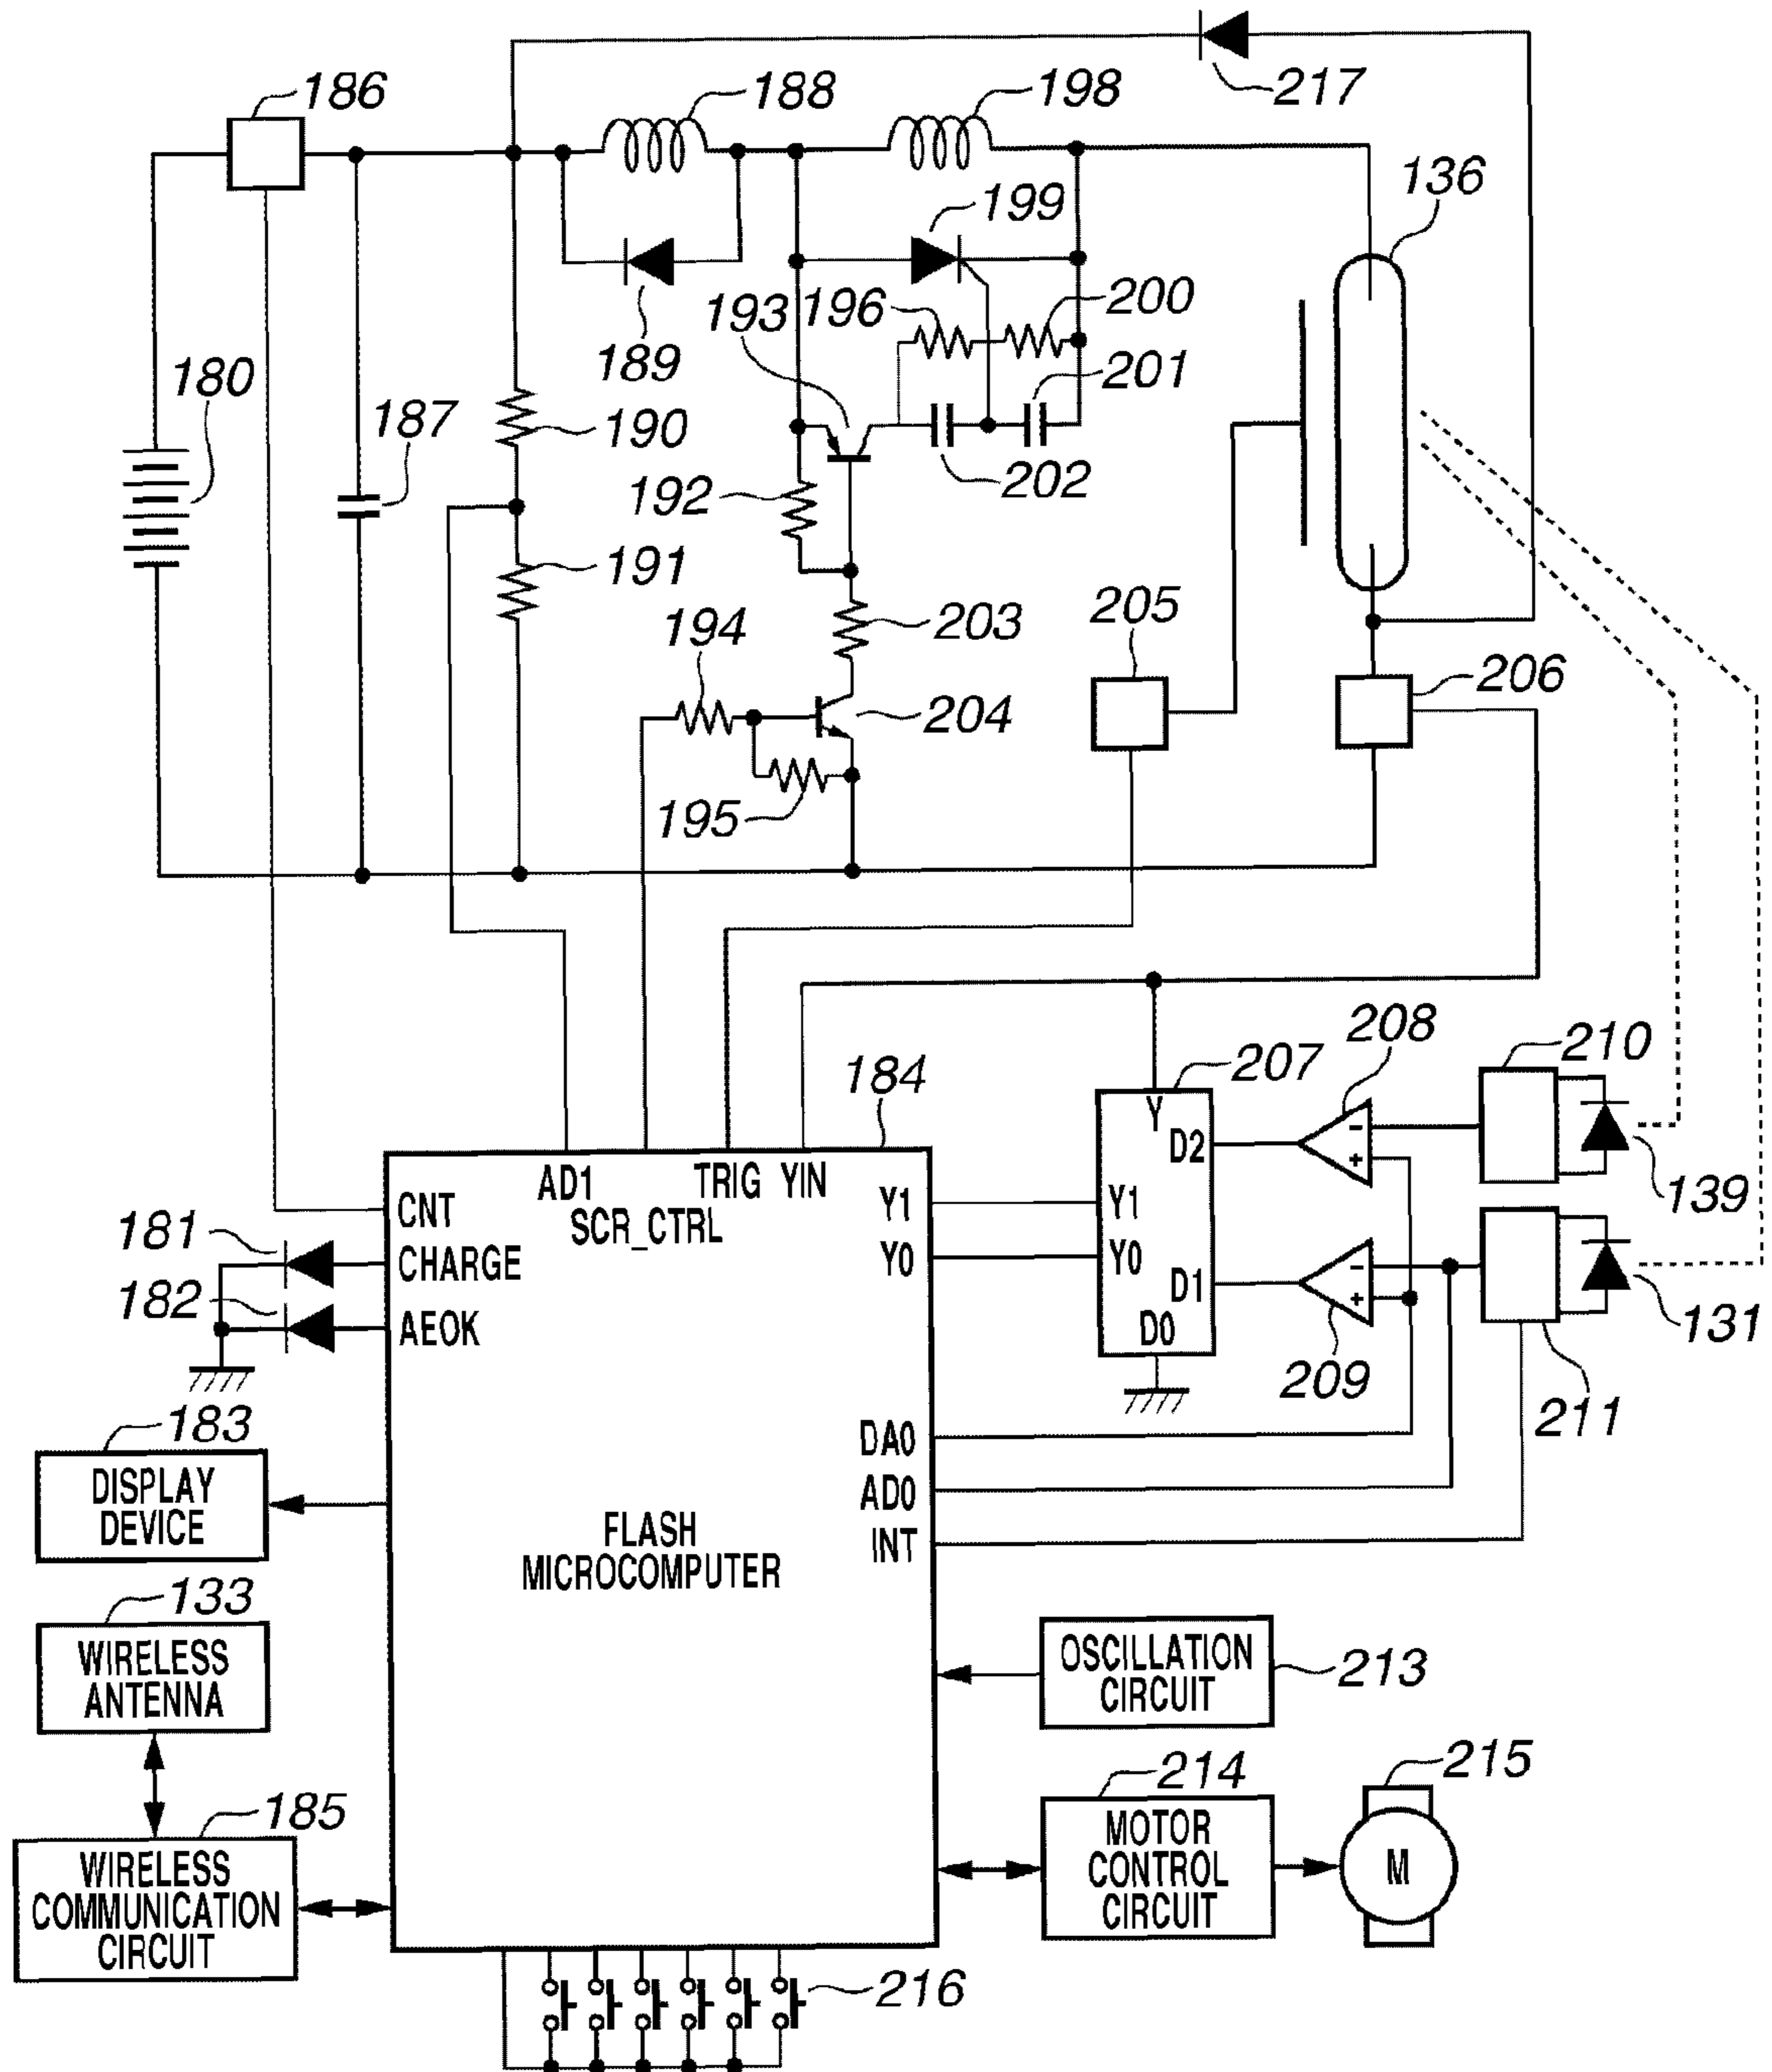 217
186
188
198
136
199
193
196
200
189
201
180
187
190
192
202
191
194
203
205
206
204
195
208
210
207
184
AD1
TRIG
YIN
SCR_CTRL
CNT
CHARGE
AEOK
181
182
Y1
Y0
Y
D2
Y1
Y0
D1
D0
-
+
-
+
139
131
209
211
DA0
AD0
INT
183
DISPLAY
DEVICE
FLASH
MICROCOMPUTER
133
WIRELESS
ANTENNA
OSCILLATION
CIRCUIT
213
185
WIRELESS
COMMUNICATION
CIRCUIT
214
MOTOR
CONTROL
CIRCUIT
215
M
216